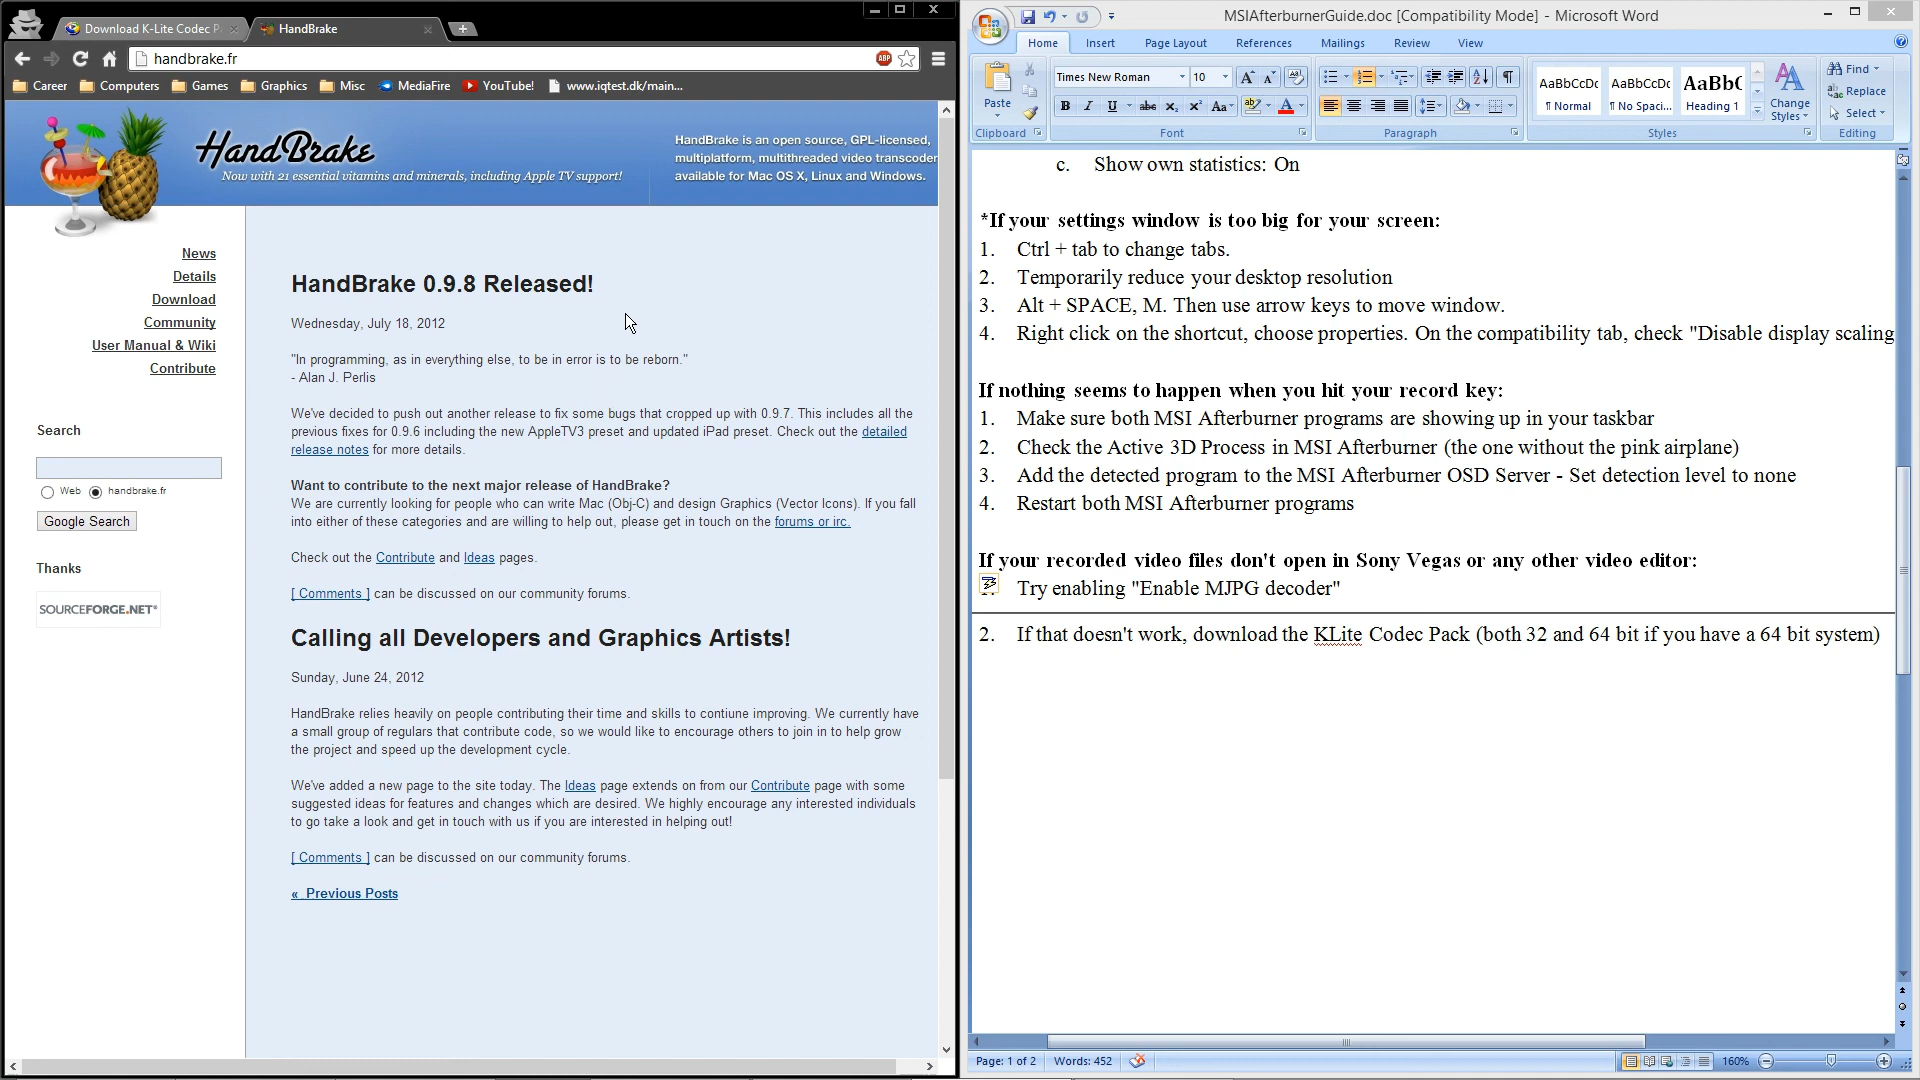 Download K-Lite Codec P
HandBrake
handbrake.fr
ABP
Career
Computers
Games
Graphics
Misc
MediaFire
YouTube!
www.iqtest.dk/main...
HandBrake
Now with 21 essential vitamins and minerals, including Apple TV support!
HandBrake is an open source, GPL-licensed,
multiplatform, multithreaded video transcoder
available for Mac OS X, Linux and Windows.
News
Details
Download
Community
User Manual & Wiki
Contribute
Search
Web
handbrake.fr
Google Search
Thanks
SOURCEFORGE.NET®
HandBrake 0.9.8 Released!
Wednesday, July 18, 2012
"In programming, as in everything else, to be in error is to be reborn."
- Alan J. Perlis
We've decided to push out another release to fix some bugs that cropped up with 0.9.7. This includes all the
previous fixes for 0.9.6 including the new AppleTV3 preset and updated iPad preset. Check out the detailed
release notes for more details.
Want to contribute to the next major release of HandBrake?
We are currently looking for people who can write Mac (Obj-C) and design Graphics (Vector Icons). If you fall
into either of these categories and are willing to help out, please get in touch on the forums or irc.
Check out the Contribute and Ideas pages.
[ Comments ] can be discussed on our community forums.
Calling all Developers and Graphics Artists!
Sunday, June 24, 2012
HandBrake relies heavily on people contributing their time and skills to contiune improving. We currently have
a small group of regulars that contribute code, so we would like to encourage others to join in to help grow
the project and speed up the development cycle.
We've added a new page to the site today. The Ideas page extends on from our Contribute page with some
suggested ideas for features and changes which are desired. We highly encourage any interested individuals
to go take a look and get in touch with us if you are interested in helping out!
[ Comments ] can be discussed on our community forums.
« Previous Posts
MSIAfterburnerGuide.doc [Compatibility Mode] - Microsoft Word
Home
Insert
Page Layout
References
Mailings
Review
View
Paste
Clipboard
Times New Roman
10
Font
Paragraph
AaBbCcDc
¶ Normal
AaBbCcDc
¶ No Spaci...
AaBbC
Heading 1
Change
Styles
Styles
Find
Replace
Select
Editing
c. Show own statistics: On
*If your settings window is too big for your screen:
1. Ctrl + tab to change tabs.
2. Temporarily reduce your desktop resolution
3. Alt + SPACE, M. Then use arrow keys to move window.
4. Right click on the shortcut, choose properties. On the compatibility tab, check "Disable display scaling
If nothing seems to happen when you hit your record key:
1. Make sure both MSI Afterburner programs are showing up in your taskbar
2. Check the Active 3D Process in MSI Afterburner (the one without the pink airplane)
3. Add the detected program to the MSI Afterburner OSD Server - Set detection level to none
4. Restart both MSI Afterburner programs
If your recorded video files don't open in Sony Vegas or any other video editor:
Try enabling "Enable MJPG decoder"
2. If that doesn't work, download the KLite Codec Pack (both 32 and 64 bit if you have a 64 bit system)
Page: 1 of 2
Words: 452
160%